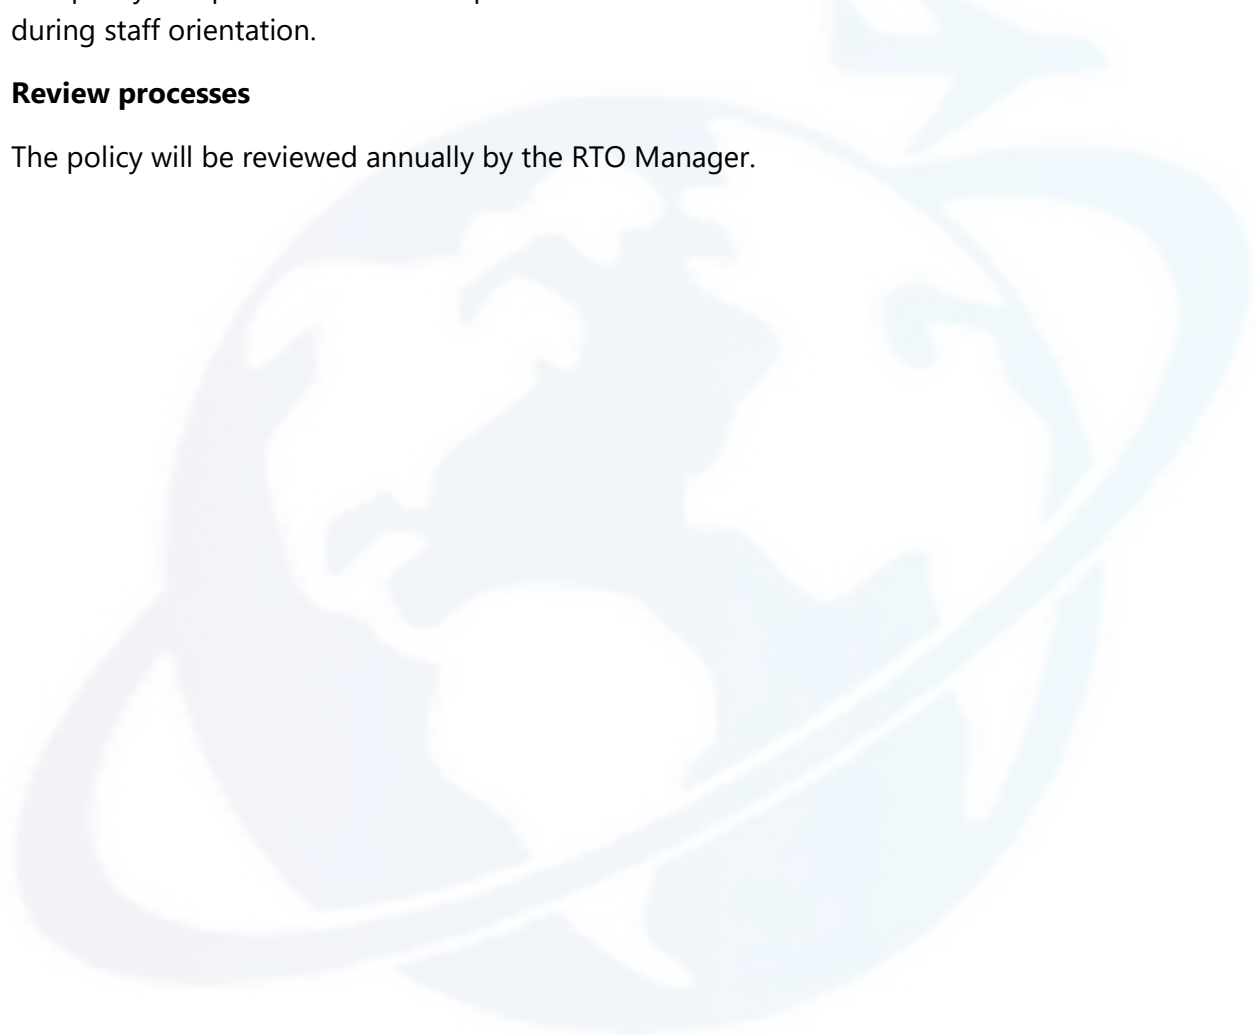 during staff orientation.
Review processes
The policy will be reviewed annually by the RTO Manager.